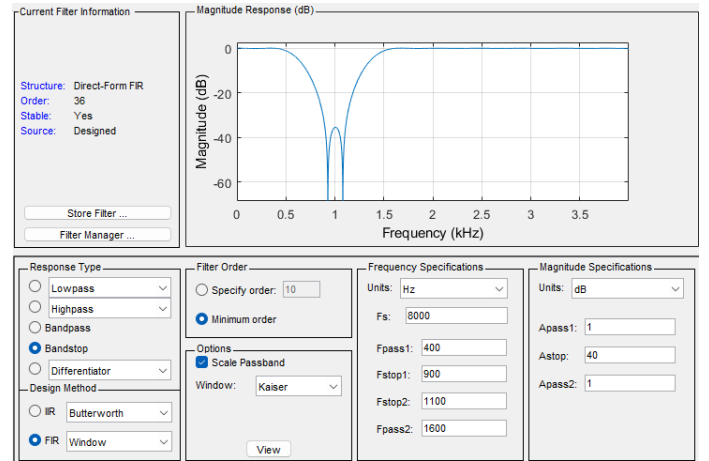 Current Filter Information
Structure: Direct-Form FIR
Order: 36
Stable: Yes
Source: Designed
Store Filter ...
Filter Manager ...
Magnitude Response (dB)
0
-20
-40
-60
Magnitude (dB)
0 0.5 1 1.5 2 2.5 3 3.5
Frequency (kHz)
Response Type
Lowpass
Highpass
Bandpass
Bandstop
Differentiator
Design Method
IIR Butterworth
FIR Window
Filter Order
Specify order: 10
Minimum order
Options
Scale Passband
Window: Kaiser
View
Frequency Specifications
Units: Hz
Fs: 8000
Fpass1: 400
Fstop1: 900
Fstop2: 1100
Fpass2: 1600
Magnitude Specifications
Units: dB
Apass1: 1
Astop: 40
Apass2: 1